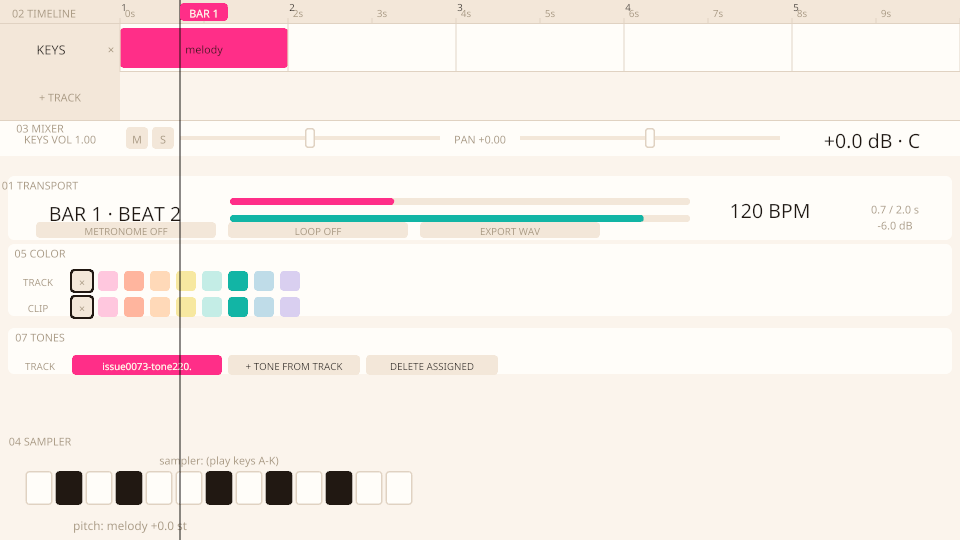 02 TIMELINE
1 2 3 4 5
0s BAR 1 2s 3s 5s 6s 7s 8s 9s
KEYS × melody
+ TRACK
03 MIXER
KEYS VOL 1.00 M S PAN +0.00 +0.0 dB · C
01 TRANSPORT
BAR 1 · BEAT 2 120 BPM 0.7 / 2.0 s
METRONOME OFF LOOP OFF EXPORT WAV -6.0 dB
05 COLOR
TRACK ×
CLIP ×
07 TONES
TRACK issue0073-tone220. + TONE FROM TRACK DELETE ASSIGNED
04 SAMPLER
sampler: (play keys A-K)
pitch: melody +0.0 st